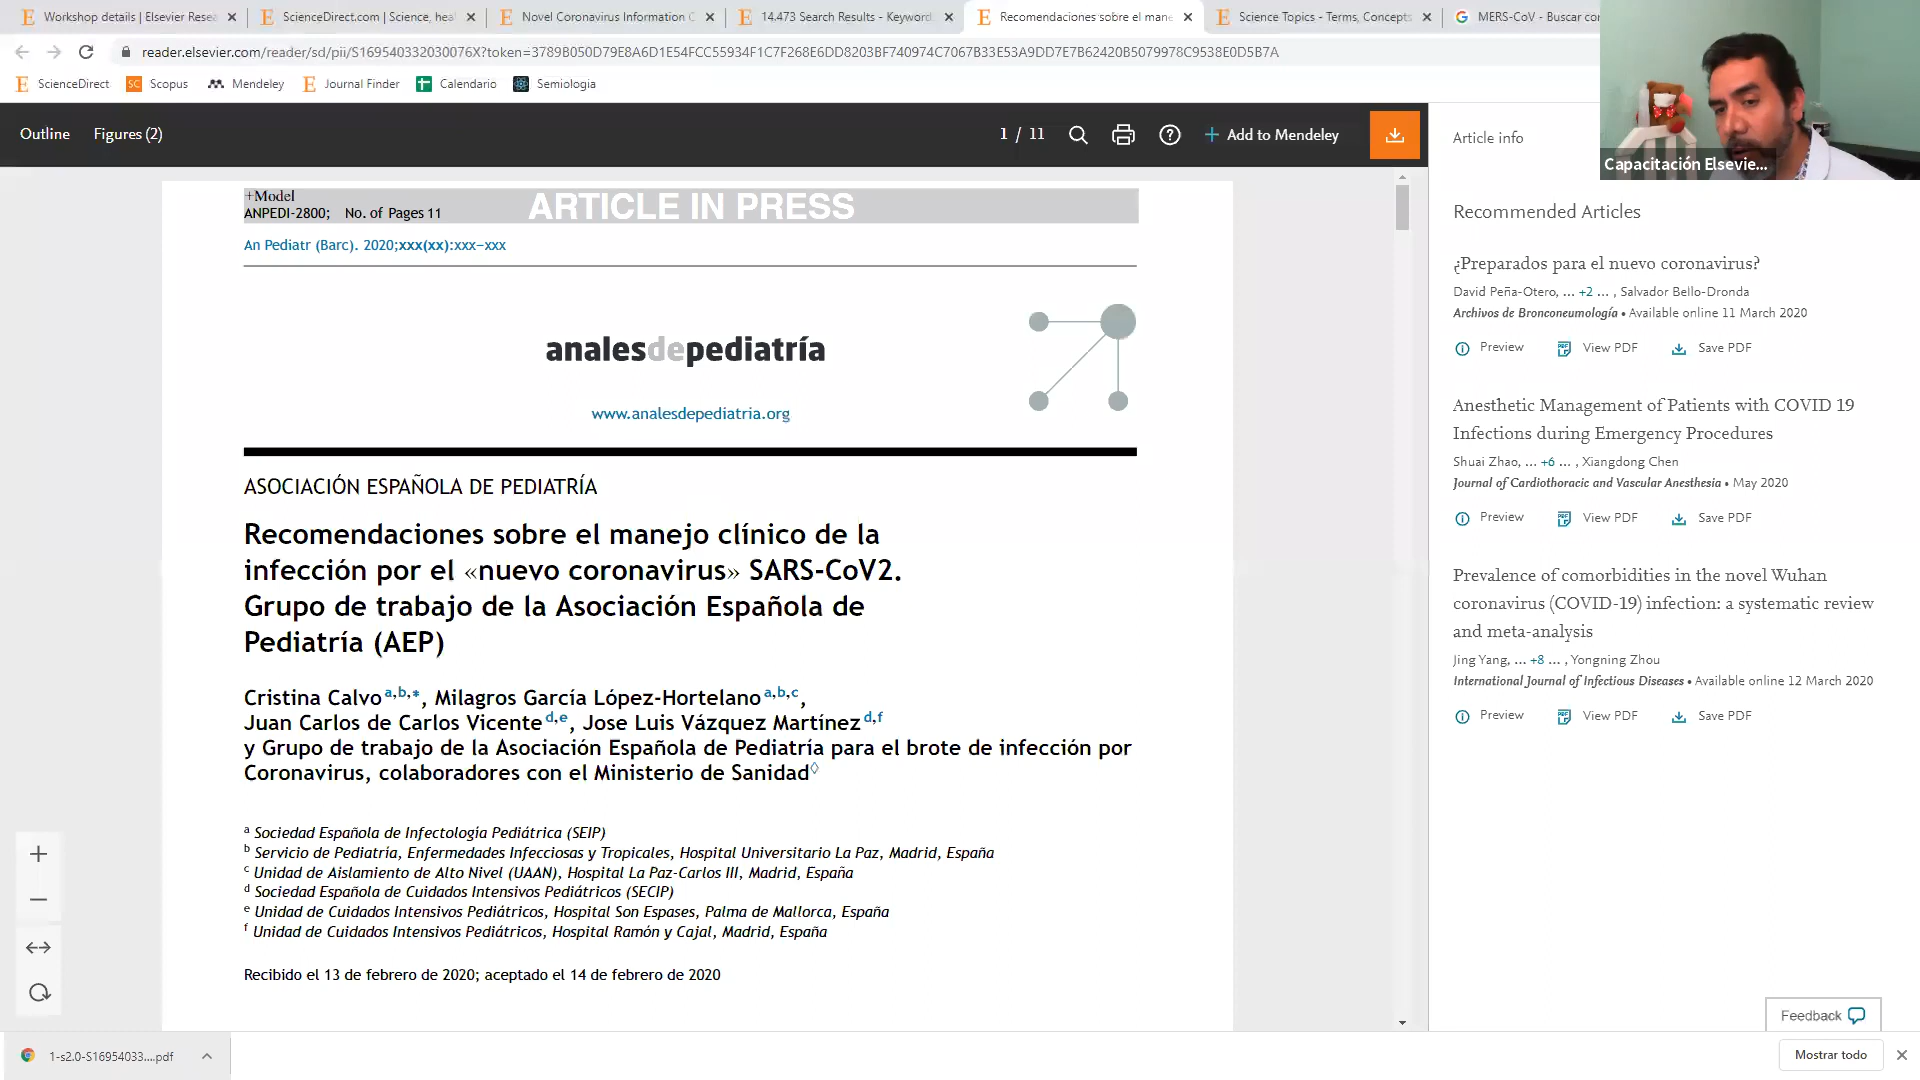 Workshop details | Elsevier Resea
ScienceDirect.com | Science, heal
Novel Coronavirus Information C
14.473 Search Results - Keyword
Recomendaciones sobre el mane
Science Topics - Terms, Concepts
MERS-CoV - Buscar con
reader.elsevier.com/reader/sd/pii/S169540332030076X?token=3789B050D79E8A6D1E54FCC55934F1C7F268E6DD8203BF740974C7067B33E53A9DD7E7B62420B5079978C9538E0D5B7A
ScienceDirect
Scopus
Mendeley
Journal Finder
Calendario
Semiologia
Outline
Figures (2)
1 / 11
Add to Mendeley
Capacitación Elsevie...
+Model
ANPEDI-2800; No. of Pages 11
ARTICLE IN PRESS
An Pediatr (Barc). 2020;xxx(xx):xxx–xxx
analesdepediatría
www.analesdepediatria.org
ASOCIACIÓN ESPAÑOLA DE PEDIATRÍA
Recomendaciones sobre el manejo clínico de la
infección por el «nuevo coronavirus» SARS-CoV2.
Grupo de trabajo de la Asociación Española de
Pediatría (AEP)
Cristina Calvo a,b,*, Milagros García López-Hortelano a,b,c,
Juan Carlos de Carlos Vicente d,e, Jose Luis Vázquez Martínez d,f
y Grupo de trabajo de la Asociación Española de Pediatría para el brote de infección por
Coronavirus, colaboradores con el Ministerio de Sanidad◊
a Sociedad Española de Infectología Pediátrica (SEIP)
b Servicio de Pediatría, Enfermedades Infecciosas y Tropicales, Hospital Universitario La Paz, Madrid, España
c Unidad de Aislamiento de Alto Nivel (UAAN), Hospital La Paz-Carlos III, Madrid, España
d Sociedad Española de Cuidados Intensivos Pediátricos (SECIP)
e Unidad de Cuidados Intensivos Pediátricos, Hospital Son Espases, Palma de Mallorca, España
f Unidad de Cuidados Intensivos Pediátricos, Hospital Ramón y Cajal, Madrid, España
Recibido el 13 de febrero de 2020; aceptado el 14 de febrero de 2020
Article info
Recommended Articles
¿Preparados para el nuevo coronavirus?
David Peña-Otero, ... +2 ... , Salvador Bello-Dronda
Archivos de Bronconeumología • Available online 11 March 2020
Preview
View PDF
Save PDF
Anesthetic Management of Patients with COVID 19
Infections during Emergency Procedures
Shuai Zhao, ... +6 ... , Xiangdong Chen
Journal of Cardiothoracic and Vascular Anesthesia • May 2020
Preview
View PDF
Save PDF
Prevalence of comorbidities in the novel Wuhan
coronavirus (COVID-19) infection: a systematic review
and meta-analysis
Jing Yang, ... +8 ... , Yongning Zhou
International Journal of Infectious Diseases • Available online 12 March 2020
Preview
View PDF
Save PDF
Feedback
1-s2.0-S16954033....pdf
Mostrar todo